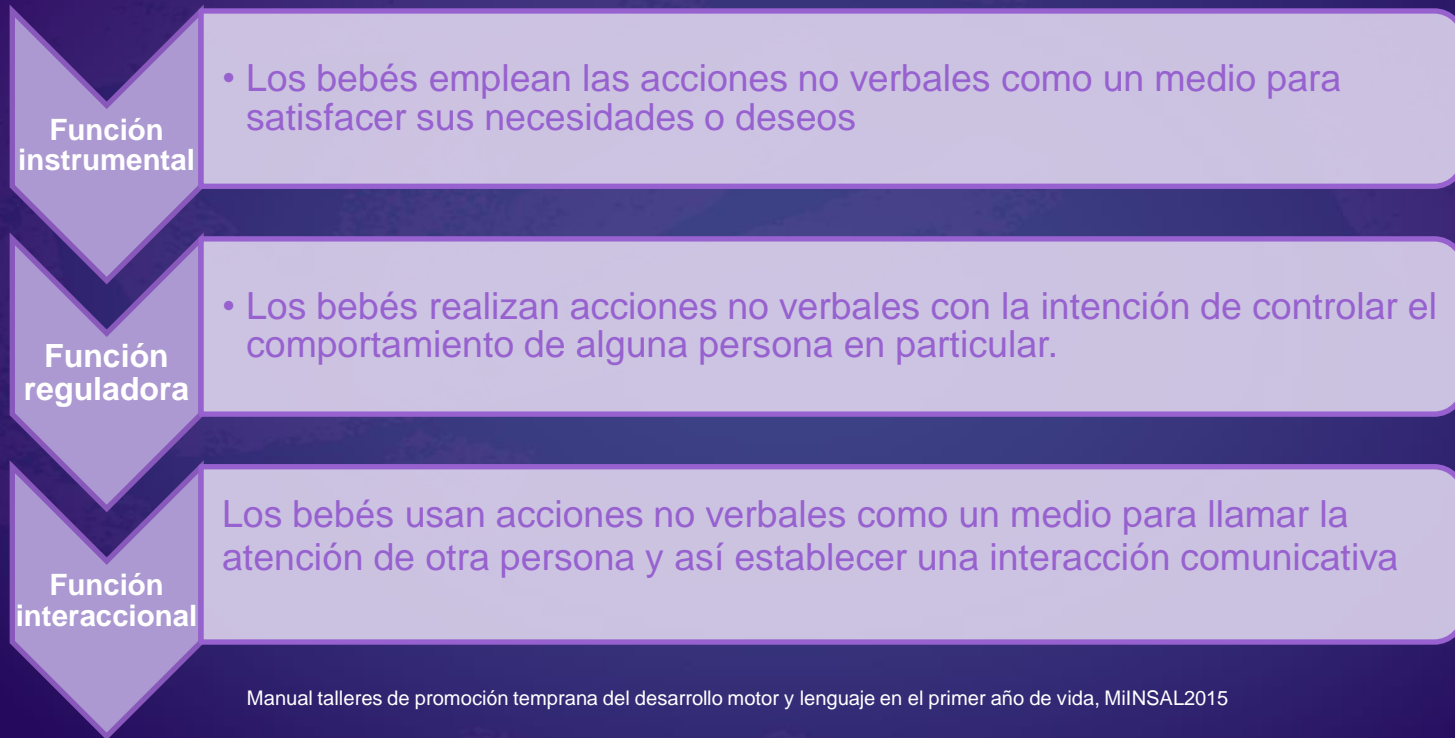 Función
instrumental
• Los bebés emplean las acciones no verbales como un medio para
satisfacer sus necesidades o deseos
Función
reguladora
• Los bebés realizan acciones no verbales con la intención de controlar el
comportamiento de alguna persona en particular.
Función
interaccional
Los bebés usan acciones no verbales como un medio para llamar la
atención de otra persona y así establecer una interacción comunicativa
Manual talleres de promoción temprana del desarrollo motor y lenguaje en el primer año de vida, MiINSAL2015